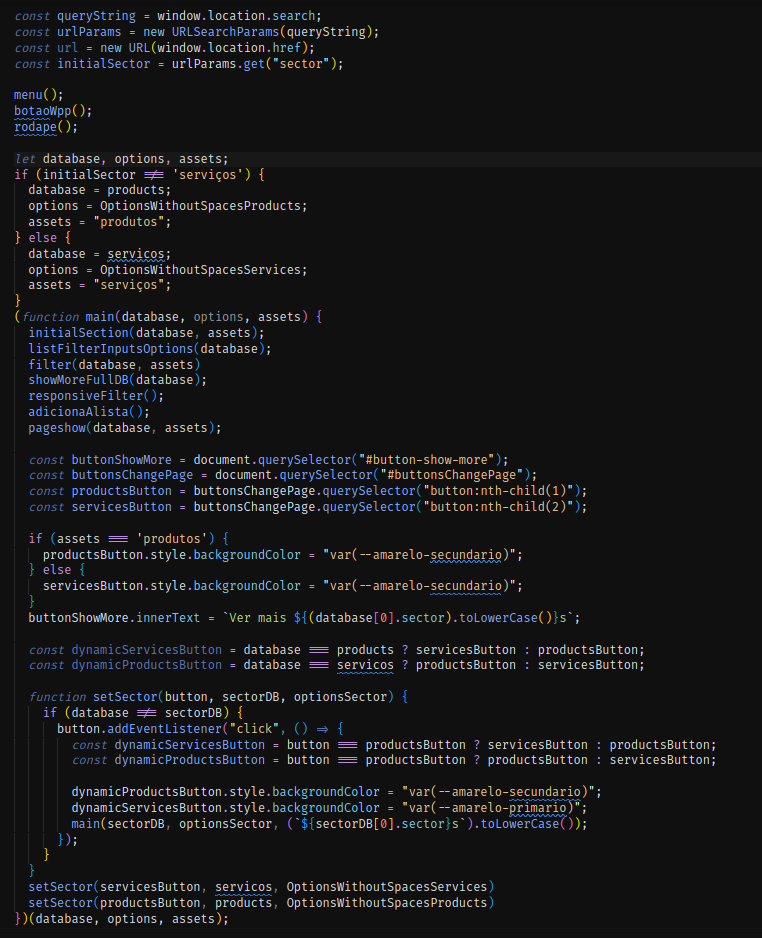 const queryString = window.location.search;
const urlParams = new URLSearchParams(queryString);
const url = new URL(window.location.href);
const initialSector = urlParams.get("sector");

menu();
botaoWpp();
rodape();

let database, options, assets;
if (initialSector !== 'serviços') {
  database = products;
  options = OptionsWithoutSpacesProducts;
  assets = "produtos";
} else {
  database = servicos;
  options = OptionsWithoutSpacesServices;
  assets = "serviços";
}
(function main(database, options, assets) {
  initialSection(database, assets);
  listFilterInputsOptions(database);
  filter(database, assets)
  showMoreFullDB(database);
  responsiveFilter();
  adicionaAlista();
  pageshow(database, assets);

  const buttonShowMore = document.querySelector("#button-show-more");
  const buttonsChangePage = document.querySelector("#buttonsChangePage");
  const productsButton = buttonsChangePage.querySelector("button:nth-child(1)");
  const servicesButton = buttonsChangePage.querySelector("button:nth-child(2)");

  if (assets === 'produtos') {
    productsButton.style.backgroundColor = "var(--amarelo-secundario)";
  } else {
    servicesButton.style.backgroundColor = "var(--amarelo-secundario)";
  }
  buttonShowMore.innerText = `Ver mais ${(database[0].sector).toLowerCase()}s`;

  const dynamicServicesButton = database === products ? servicesButton : productsButton;
  const dynamicProductsButton = database === servicos ? productsButton : servicesButton;

  function setSector(button, sectorDB, optionsSector) {
    if (database !== sectorDB) {
      button.addEventListener("click", () => {
        const dynamicServicesButton = button === productsButton ? servicesButton : productsButton;
        const dynamicProductsButton = button === productsButton ? productsButton : servicesButton;

        dynamicProductsButton.style.backgroundColor = "var(--amarelo-secundario)";
        dynamicServicesButton.style.backgroundColor = "var(--amarelo-primario)";
        main(sectorDB, optionsSector, (`${sectorDB[0].sector}s`).toLowerCase());
      });
    }
  }
  setSector(servicesButton, servicos, OptionsWithoutSpacesServices)
  setSector(productsButton, products, OptionsWithoutSpacesProducts)
})(database, options, assets);